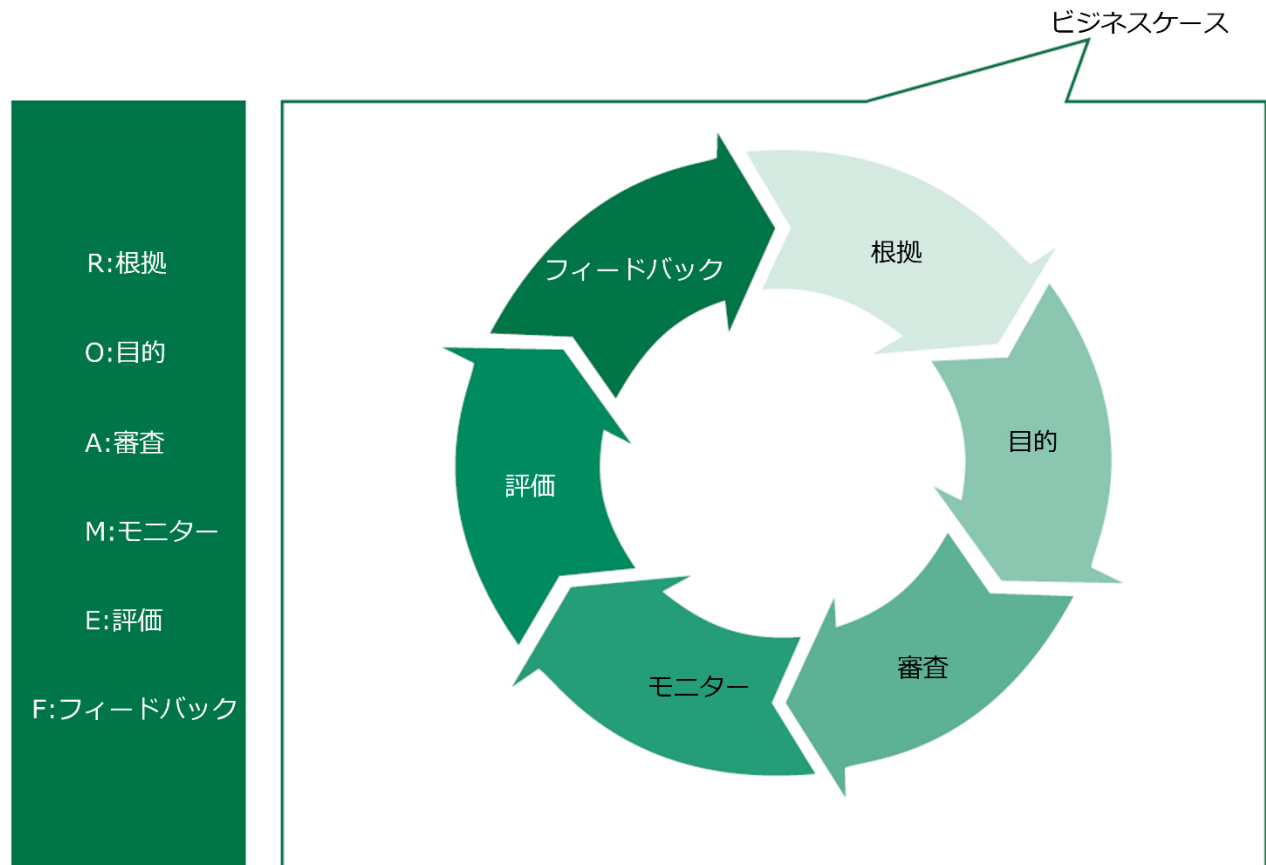 ビジネスケース
R:根拠
O:目的
A:審査
M:モニター
E:評価
F:フィードバック
根拠
目的
審査
モニター
評価
フィードバック